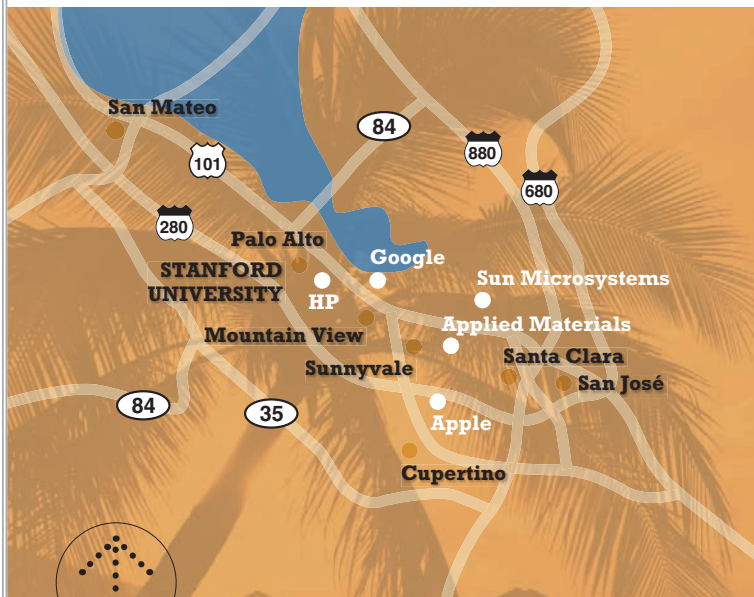 San Mateo
84
101
880
680
280
Palo Alto
Google
STANFORD
UNIVERSITY
HP
Sun Microsystems
Mountain View
Applied Materials
Sunnyvale
Santa Clara
San José
84
35
Apple
Cupertino